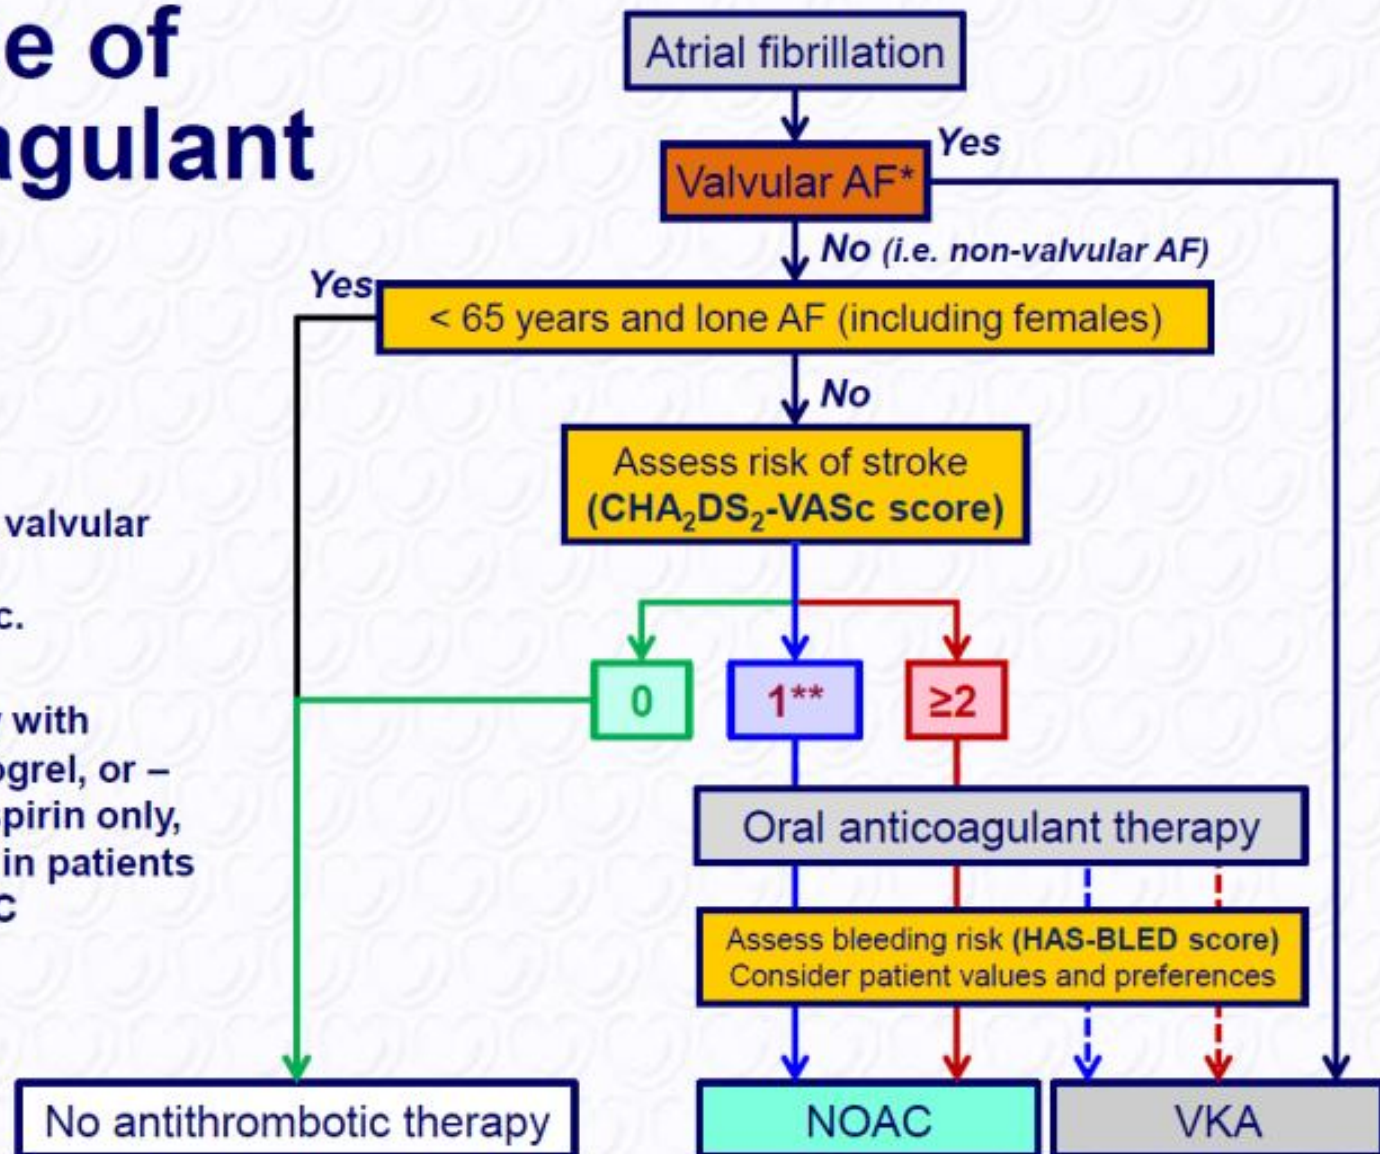 e of
agulant
Atrial fibrillation
Yes
Valvular AF*
No (i.e. non-valvular AF)
Yes
< 65 years and lone AF (including females)
No
Assess risk of stroke
(CHA₂DS₂-VASc score)
valvular
c.
with
ogrel, or –
spirin only,
in patients
C
0
1**
≥2
Oral anticoagulant therapy
Assess bleeding risk (HAS-BLED score)
Consider patient values and preferences
No antithrombotic therapy
NOAC
VKA